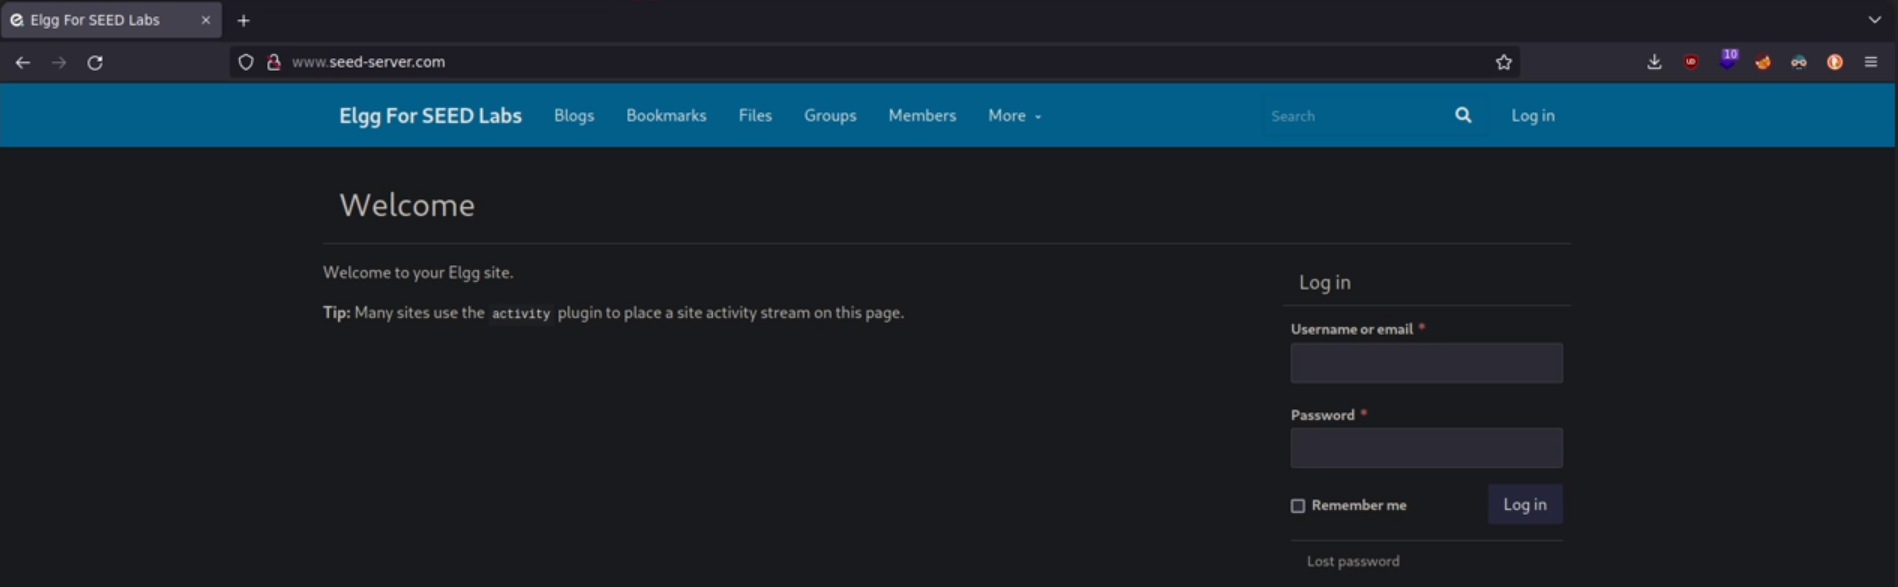 Elgg For SEED Labs
www.seed-server.com
10
Elgg For SEED Labs Blogs Bookmarks Files Groups Members More Search Log in
Welcome
Welcome to your Elgg site.
Tip: Many sites use the activity plugin to place a site activity stream on this page.
Log in
Username or email *
Password *
Remember me Log in
Lost password